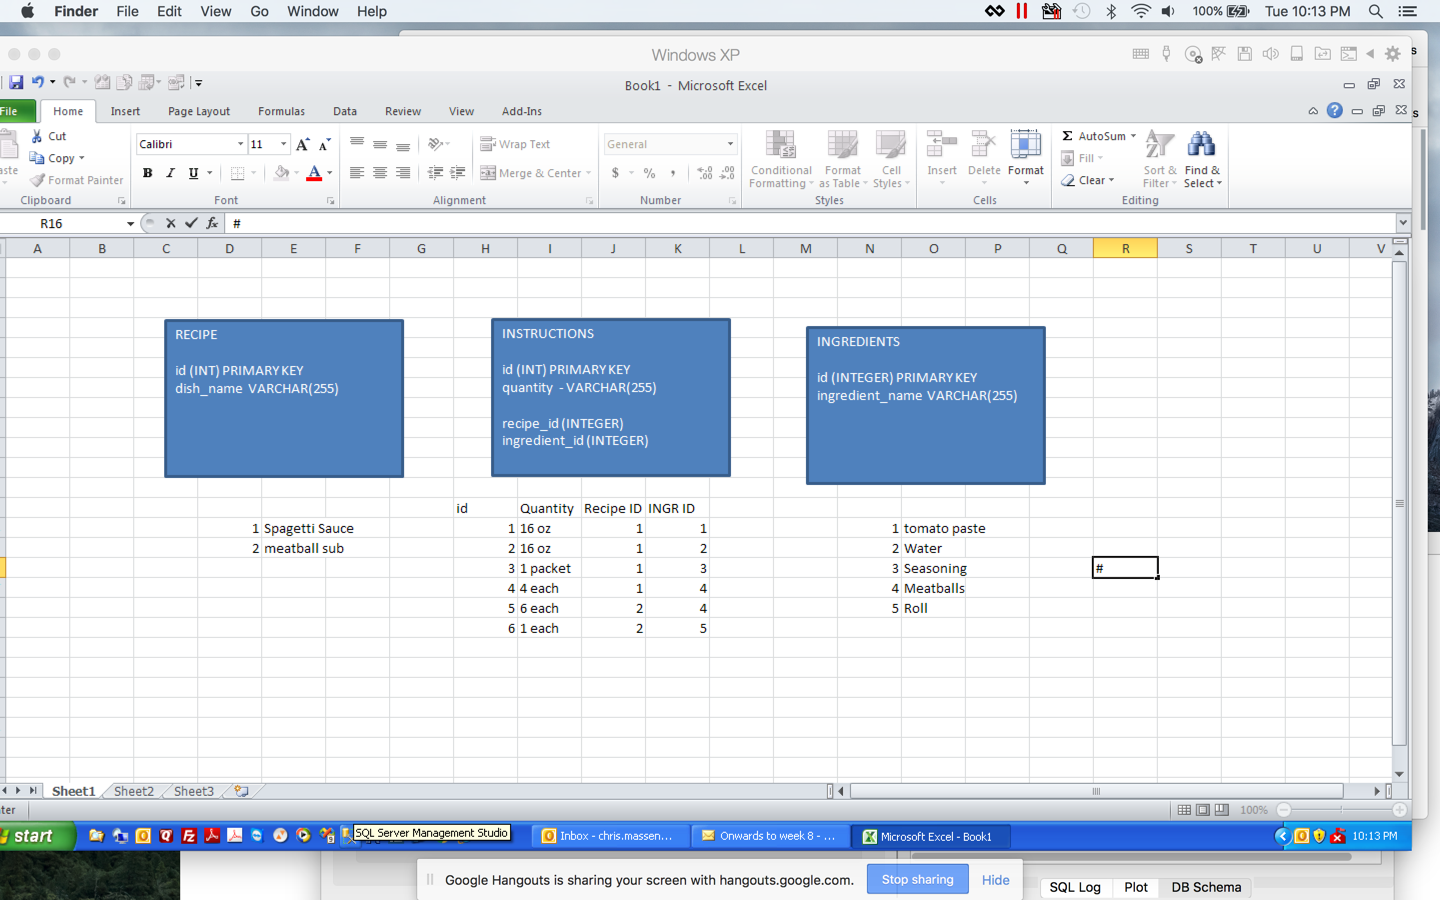 Finder File Edit View Go Window Help 100% Tue 10:13 PM
Windows XP
Book1 - Microsoft Excel
File Home Insert Page Layout Formulas Data Review View Add-Ins
Cut
Copy
Format Painter
Clipboard
Calibri 11
B I U
Font
Wrap Text
Merge & Center
Alignment
General
$ % ,
Number
Conditional Formatting
Format as Table
Cell Styles
Styles
Insert Delete Format
Cells
Σ AutoSum
Fill
Clear
Sort & Filter
Find & Select
Editing
R16 fx #
A B C D E F G H I J K L M N O P Q R S T U V
RECIPE
id (INT) PRIMARY KEY
dish_name VARCHAR(255)
INSTRUCTIONS
id (INT) PRIMARY KEY
quantity - VARCHAR(255)
recipe_id (INTEGER)
ingredient_id (INTEGER)
INGREDIENTS
id (INTEGER) PRIMARY KEY
ingredient_name VARCHAR(255)
id Quantity Recipe ID INGR ID
1 Spagetti Sauce 1 16 oz 1 1 1 tomato paste
2 meatball sub 2 16 oz 1 2 2 Water
3 1 packet 1 3 3 Seasoning #
4 4 each 1 4 4 Meatballs
5 6 each 2 4 5 Roll
6 1 each 2 5
Sheet1 Sheet2 Sheet3
100%
start SQL Server Management Studio Inbox - chris.massen... Onwards to week 8 - ... Microsoft Excel - Book1 10:13 PM
Google Hangouts is sharing your screen with hangouts.google.com. Stop sharing Hide
SQL Log Plot DB Schema